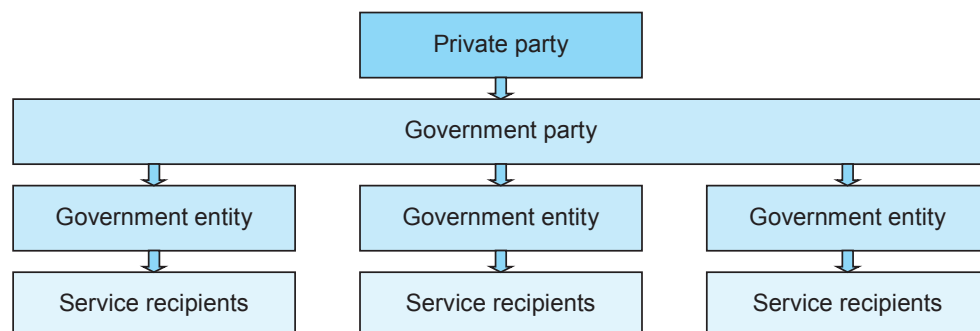 Private party
Government party
Government entity
Government entity
Government entity
Service recipients
Service recipients
Service recipients